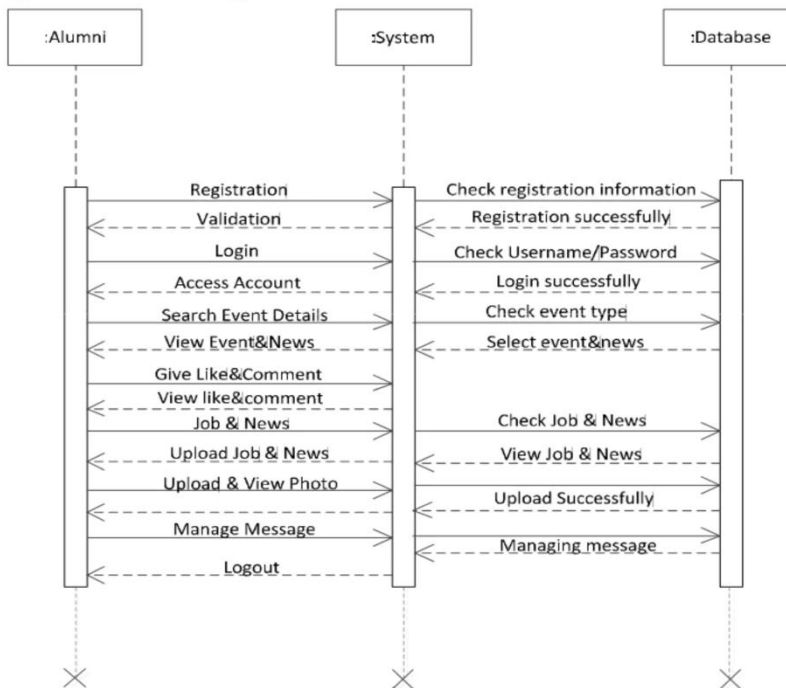 :Alumni
:System
:Database
Registration
Check registration information
Validation
Registration successfully
Login
Check Username/Password
Access Account
Login successfully
Search Event Details
Check event type
View Event&News
Select event&news
Give Like&Comment
View like&comment
Job & News
Check Job & News
Upload Job & News
View Job & News
Upload & View Photo
Upload Successfully
Manage Message
Managing message
Logout